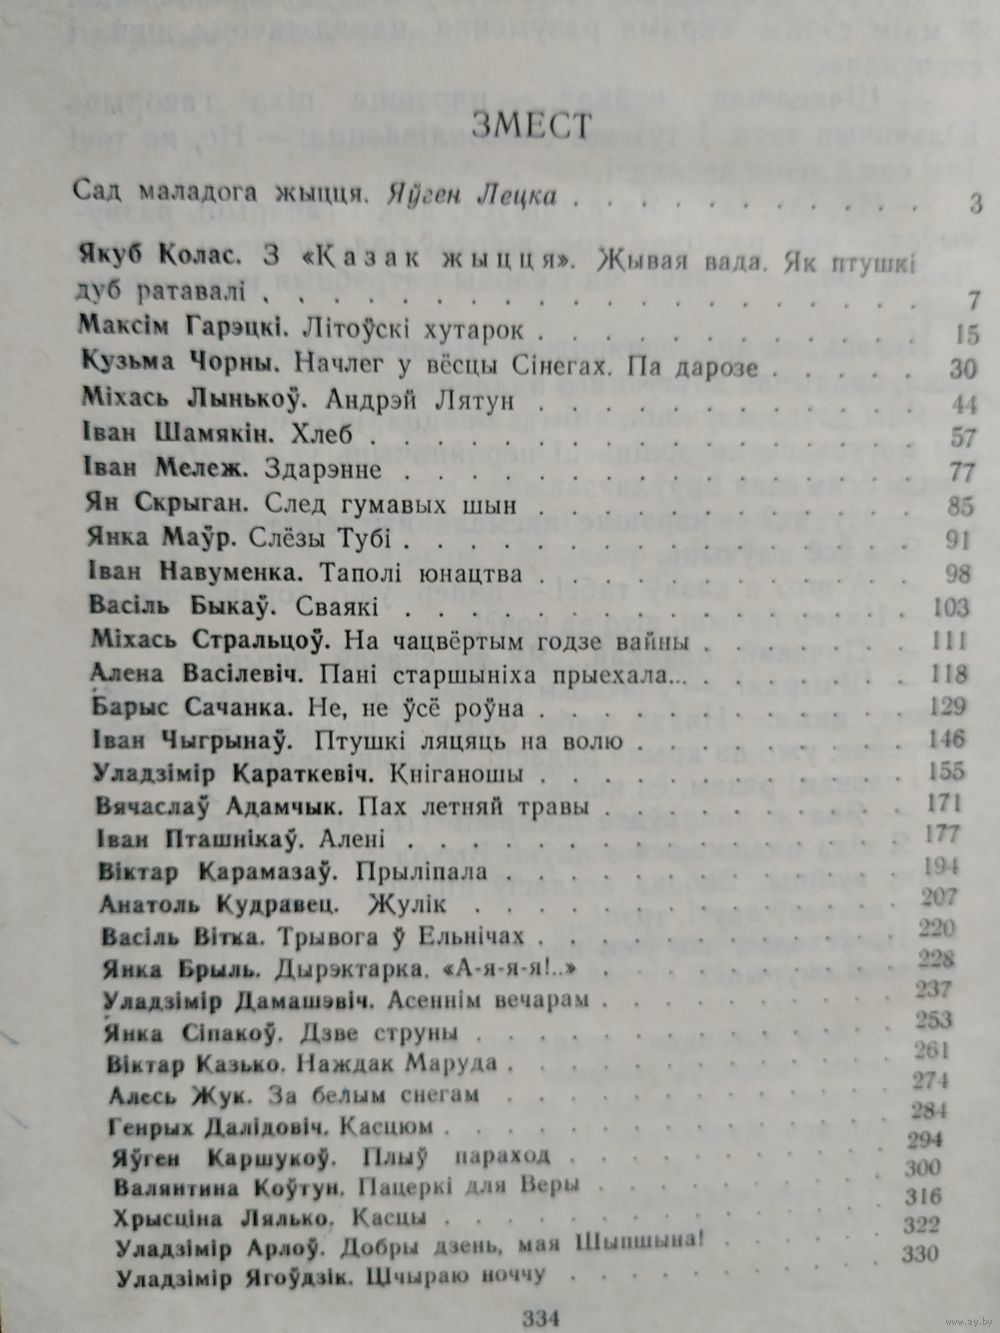 ЗМЕСТ
Сад маладога жыцця. Яўген Лецка . . . . . . . . . . . 3
Якуб Колас. З «Казак жыцця». Жывая вада. Як птушкі
дуб ратавалі . . . . . . . . . . . . . . . . . . . 7
Максім Гарэцкі. Літоўскі хутарок . . . . . . . . . . . . 15
Кузьма Чорны. Начлег у вёсцы Сінегах. Па дарозе . . . . . 30
Міхась Лынькоў. Андрэй Лятун . . . . . . . . . . . . 44
Іван Шамякін. Хлеб . . . . . . . . . . . . . . . . 57
Іван Мележ. Здарэнне . . . . . . . . . . . . . . . 77
Ян Скрыган. След гумавых шын . . . . . . . . . . . . 85
Янка Маўр. Слёзы Тубі . . . . . . . . . . . . . . . 91
Іван Навуменка. Таполі юнацтва . . . . . . . . . . . . 98
Васіль Быкаў. Сваякі . . . . . . . . . . . . . . . . 103
Міхась Стральцоў. На чацвёртым годзе вайны . . . . . . . 111
Алена Васілевіч. Пані старшыніха прыехала... . . . . . . . 118
Барыс Сачанка. Не, не ўсё роўна . . . . . . . . . . . 129
Іван Чыгрынаў. Птушкі ляцяць на волю . . . . . . . . . 146
Уладзімір Караткевіч. Кніганошы . . . . . . . . . . . . 155
Вячаслаў Адамчык. Пах летняй травы . . . . . . . . . . 171
Іван Пташнікаў. Алені . . . . . . . . . . . . . . . 177
Віктар Карамазаў. Прыліпала . . . . . . . . . . . . . 194
Анатоль Кудравец. Жулік . . . . . . . . . . . . . . 207
Васіль Вітка. Трывога ў Ельнічах . . . . . . . . . . . . 220
Янка Брыль. Дырэктарка. «А-я-я-я!..» . . . . . . . . . . 228
Уладзімір Дамашэвіч. Асеннім вечарам . . . . . . . . . 237
Янка Сіпакоў. Дзве струны . . . . . . . . . . . . . 253
Віктар Казько. Наждак Маруда . . . . . . . . . . . . 261
Алесь Жук. За белым снегам . . . . . . . . . . . . 274
Генрых Далідовіч. Касцюм . . . . . . . . . . . . . . 284
Яўген Каршукоў. Плыў параход . . . . . . . . . . . 294
Валянтина Коўтун. Пацеркі для Веры . . . . . . . . . . 300
Хрысціна Лялько. Касцы . . . . . . . . . . . . . . 316
Уладзімір Арлоў. Добры дзень, мая Шыпшына! . . . . . . 322
Уладзімір Ягоўдзік. Шчыраю ноччу . . . . . . . . . . . 330
334
www.ay.by